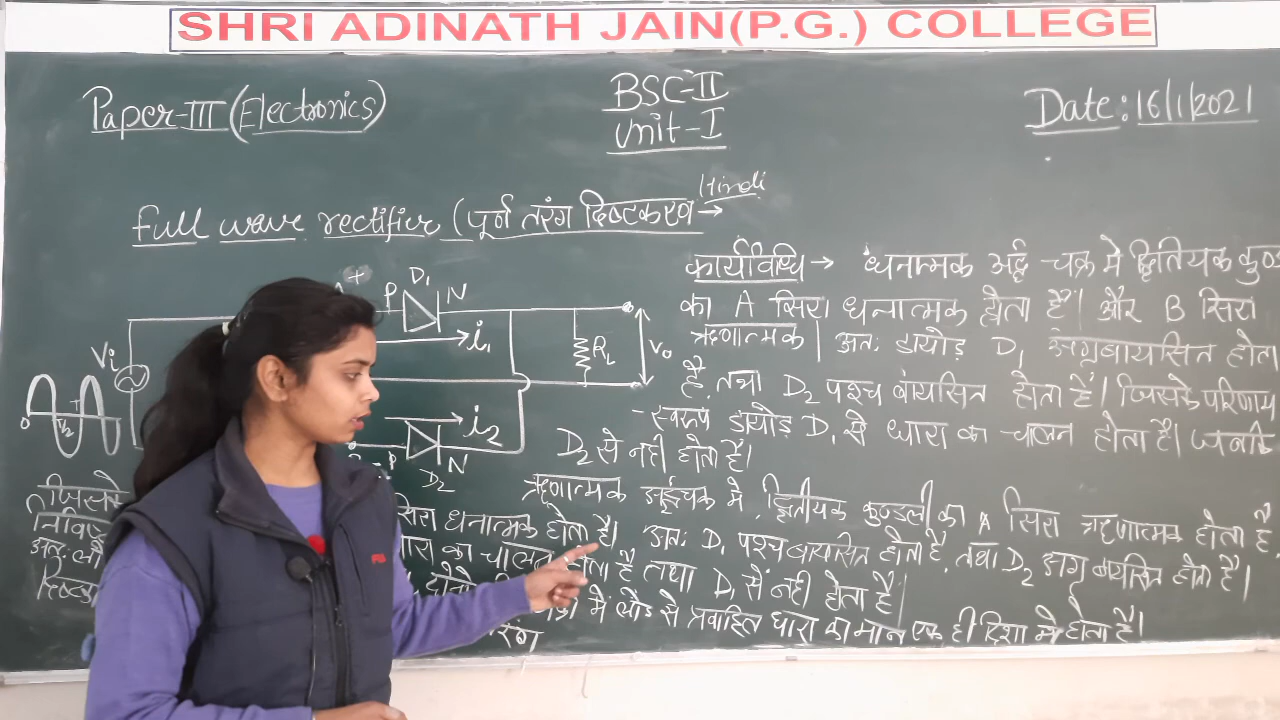 SHRI ADINATH JAIN(P.G.) COLLEGE
Paper-III (Electronics)
BSC-II
Unit-I
Date: 16/1/2021
Hindi
Full wave rectifier (पूर्ण तरंग दिष्टकरण →
कार्यविधि → धनात्मक अर्द्ध -चक्र मे द्वितियक
का A सिरा धनात्मक होता है। और B सिरा
ऋणात्मक | अतः डायोड D1 अग्रबायसित होता
है, तथा D2 पश्च बायसित होता है। जिसके परिणाम
- स्वरूप डायोड D1 से धारा का चालन होता है। जबकि
D2 से नही होता है।
+
D1
P
N
i1
Vi
RL
Vo
i2
0
T/2
T
P
N
D2
ऋणात्मक अर्द्धचक्र मे, द्वितीयक कुण्डली का A सिरा ऋणात्मक होता है,
जिसके
सिरा धनात्मक होता है। अतः D1 पश्च बायसित होता है, तथा D2 अग्र बायसित होता है।
अतः
धारा का चालन होता है तथा D1 से नही होता है।
में लोड से प्रवाहित धारा का मान एक ही दिशा मे होता है।